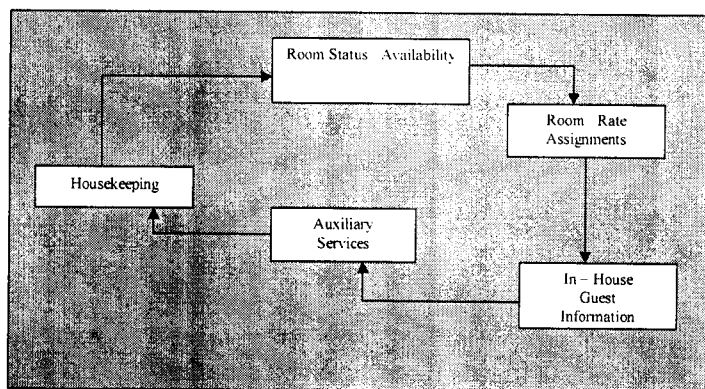 Room Status Availability
Room Rate
Assignments
Housekeeping
Auxiliary
Services
In – House
Guest
Information